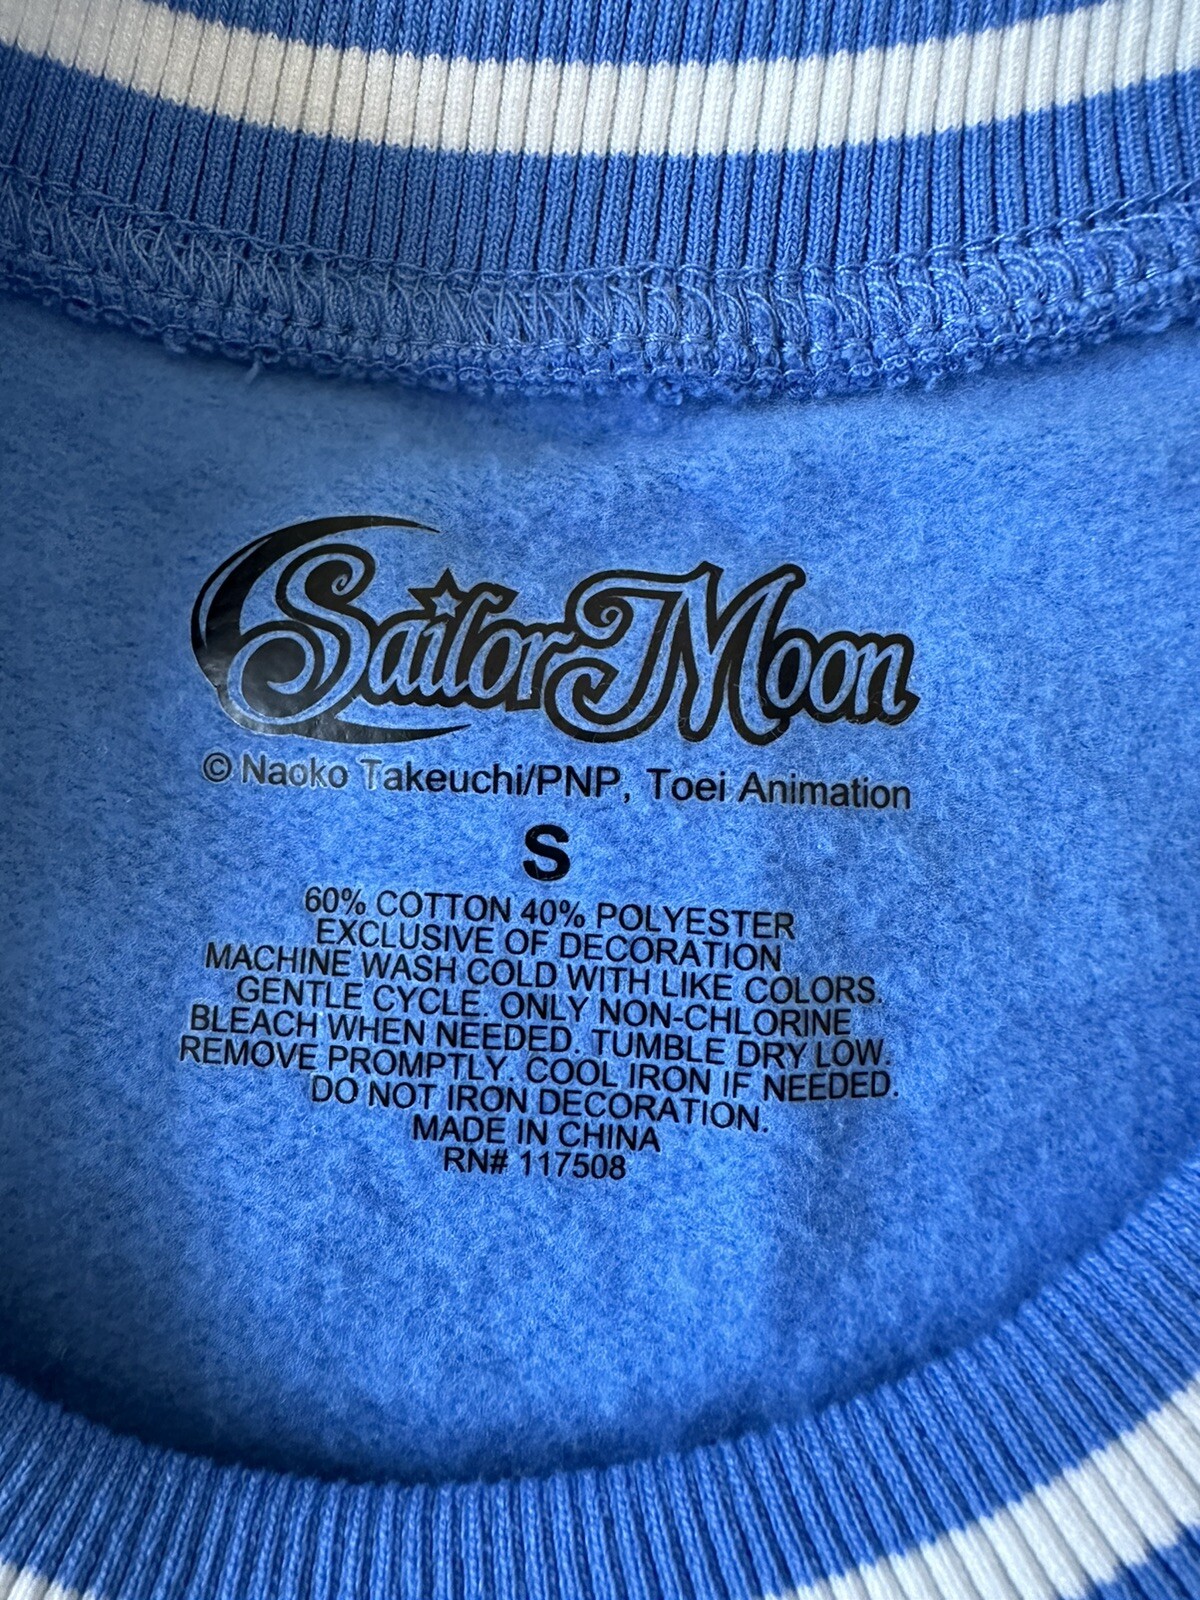 Sailor Moon
© Naoko Takeuchi/PNP, Toei Animation
S
60% COTTON 40% POLYESTER
EXCLUSIVE OF DECORATION
MACHINE WASH COLD WITH LIKE COLORS.
GENTLE CYCLE. ONLY NON-CHLORINE
BLEACH WHEN NEEDED. TUMBLE DRY LOW.
REMOVE PROMPTLY. COOL IRON IF NEEDED.
DO NOT IRON DECORATION.
MADE IN CHINA
RN# 117508